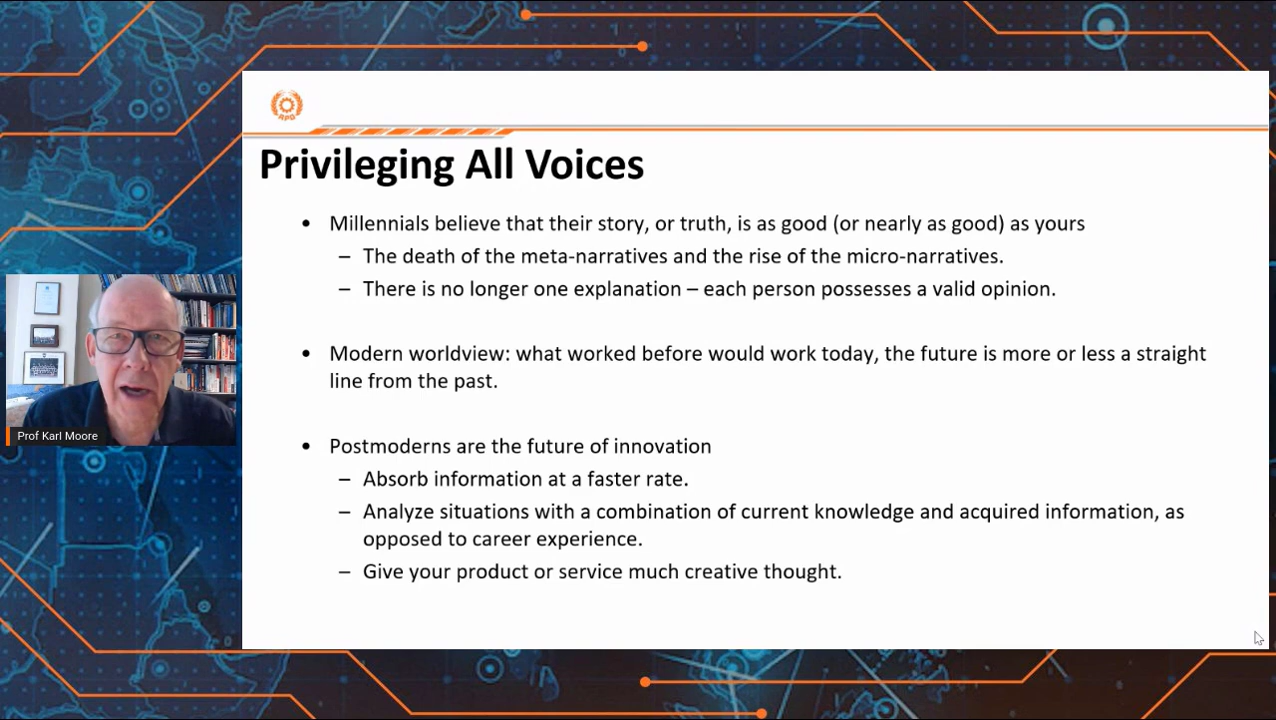 APO
Privileging All Voices
• Millennials believe that their story, or truth, is as good (or nearly as good) as yours
– The death of the meta-narratives and the rise of the micro-narratives.
– There is no longer one explanation – each person possesses a valid opinion.
• Modern worldview: what worked before would work today, the future is more or less a straight
line from the past.
• Postmoderns are the future of innovation
– Absorb information at a faster rate.
– Analyze situations with a combination of current knowledge and acquired information, as
opposed to career experience.
– Give your product or service much creative thought.
Prof Karl Moore